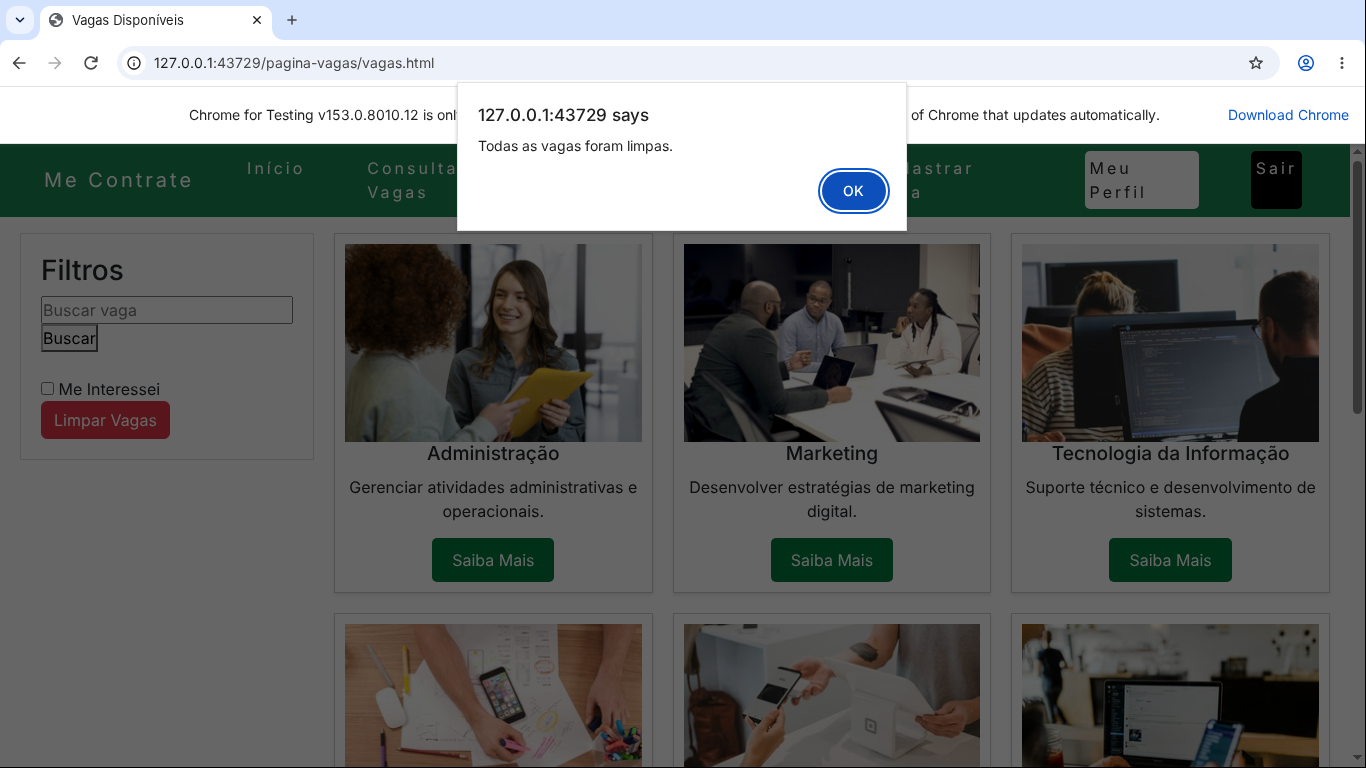 Vagas Disponíveis
127.0.0.1:43729/pagina-vagas/vagas.html
Chrome for Testing v153.0.8010.12 is onl
of Chrome that updates automatically.
Download Chrome
127.0.0.1:43729 says
Todas as vagas foram limpas.
OK
Me Contrate
Início
Consulta
Vagas
astrar
a
Meu
Perfil
Sair
Filtros
Buscar vaga
Buscar
Me Interessei
Limpar Vagas
Administração
Gerenciar atividades administrativas e
operacionais.
Saiba Mais
Marketing
Desenvolver estratégias de marketing
digital.
Saiba Mais
Tecnologia da Informação
Suporte técnico e desenvolvimento de
sistemas.
Saiba Mais